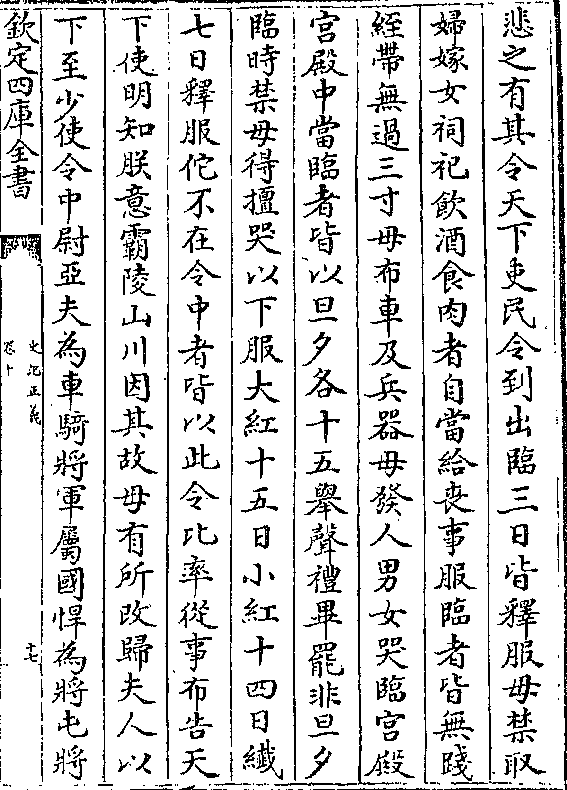 悲之有其令天下吏民令到出臨三日皆釋服毋禁取
婦嫁女祠祀飲酒食肉者自當給喪事服臨者皆無踐
絰帶無過三寸毋布車及兵器毋發人男女哭臨宮殿
宮殿中當臨者皆以旦夕各十五舉聲禮畢罷非旦夕
臨時禁毋得擅哭以下服大紅十五日小紅十四日纎
七日釋服佗不在令中者皆以此令比率從事布告天
下使明知朕意霸陵山川因其故毋有所改歸夫人以
下至少使令中尉亞夫為車騎將軍屬國悍為將屯將
欽定四庫全書
史記正義
卷十
十七